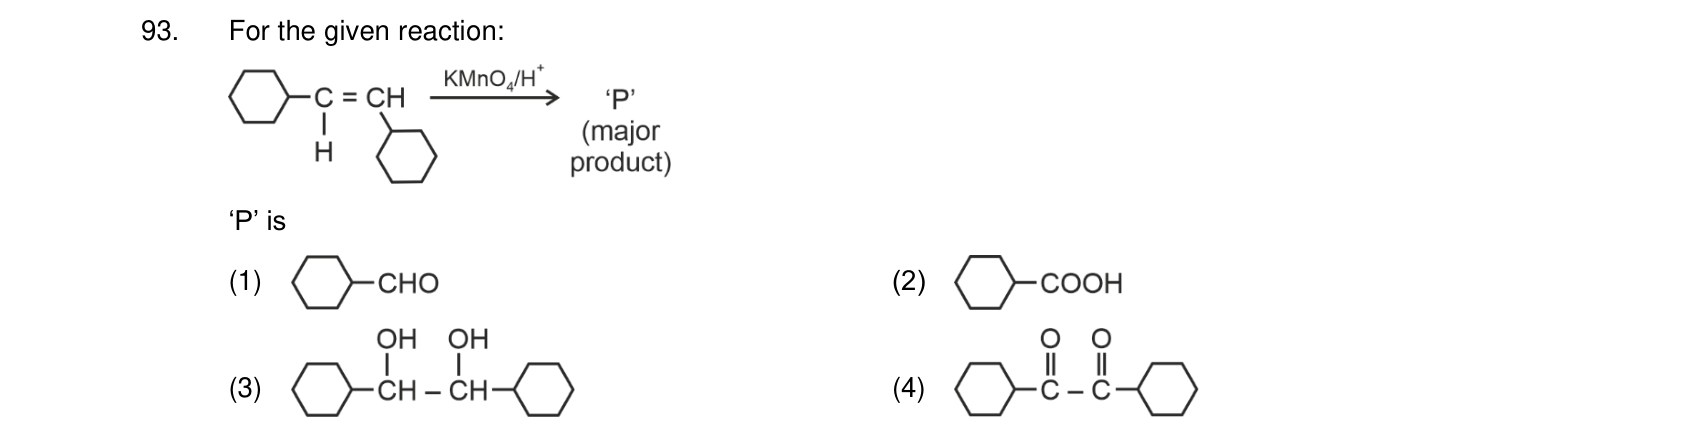 93. For the given reaction:
C = CH KMnO₄/H⁺ 'P'
H (major
product)
'P' is
(1) CHO (2) COOH
OH OH O O
(3) CH – CH (4) C – C